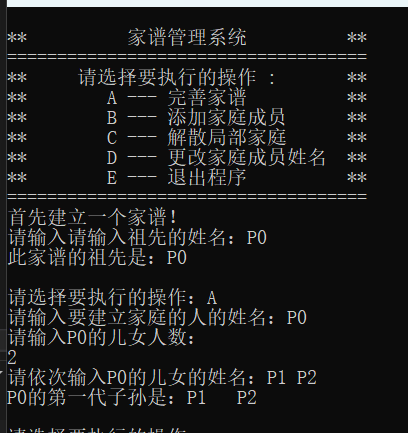 ** 家谱管理系统 **
====================================
** 请选择要执行的操作 : **
** A --- 完善家谱 **
** B --- 添加家庭成员 **
** C --- 解散局部家庭 **
** D --- 更改家庭成员姓名 **
** E --- 退出程序 **
====================================
首先建立一个家谱!
请输入请输入祖先的姓名: P0
此家谱的祖先是: P0
请选择要执行的操作: A
请输入要建立家庭的人的姓名: P0
请输入P0的儿女人数:
2
请依次输入P0的儿女的姓名: P1 P2
P0的第一代子孙是: P1 P2